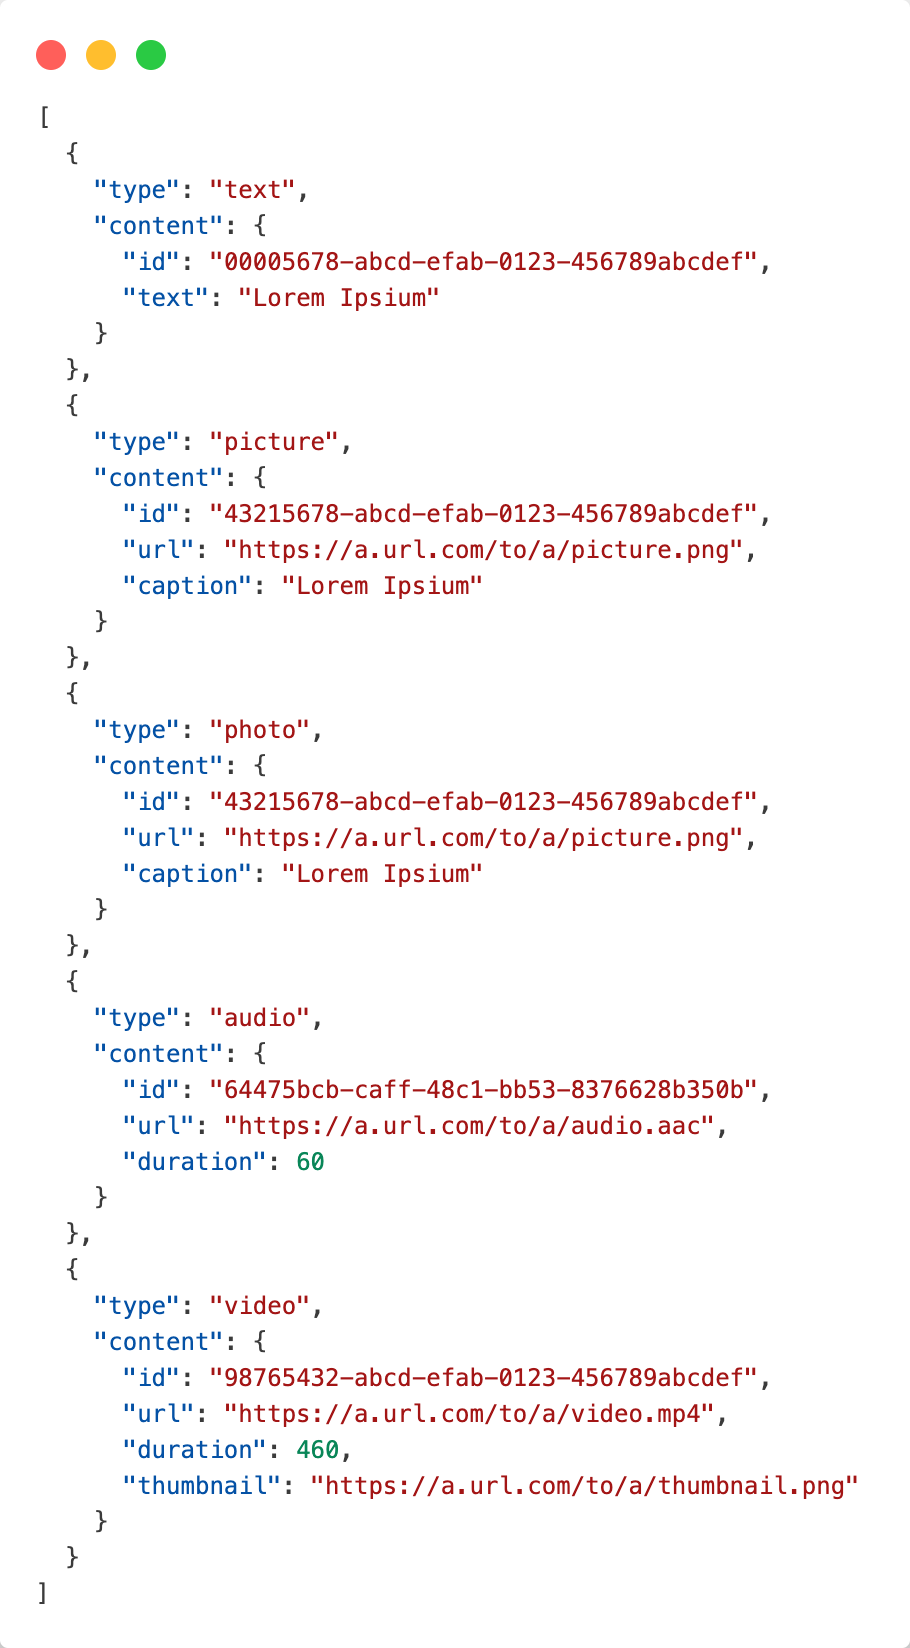 [
  {
    "type": "text",
    "content": {
      "id": "00005678-abcd-efab-0123-456789abcdef",
      "text": "Lorem Ipsium"
    }
  },
  {
    "type": "picture",
    "content": {
      "id": "43215678-abcd-efab-0123-456789abcdef",
      "url": "https://a.url.com/to/a/picture.png",
      "caption": "Lorem Ipsium"
    }
  },
  {
    "type": "photo",
    "content": {
      "id": "43215678-abcd-efab-0123-456789abcdef",
      "url": "https://a.url.com/to/a/picture.png",
      "caption": "Lorem Ipsium"
    }
  },
  {
    "type": "audio",
    "content": {
      "id": "64475bcb-caff-48c1-bb53-8376628b350b",
      "url": "https://a.url.com/to/a/audio.aac",
      "duration": 60
    }
  },
  {
    "type": "video",
    "content": {
      "id": "98765432-abcd-efab-0123-456789abcdef",
      "url": "https://a.url.com/to/a/video.mp4",
      "duration": 460,
      "thumbnail": "https://a.url.com/to/a/thumbnail.png"
    }
  }
]